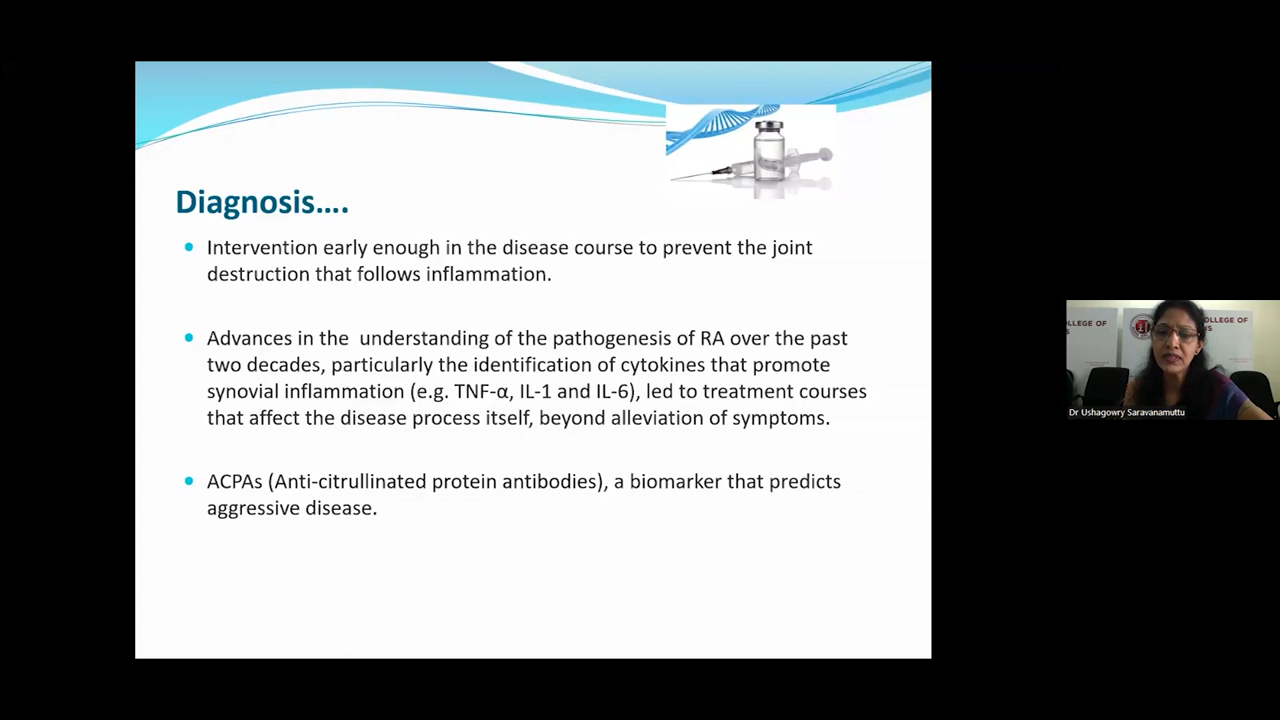 Diagnosis....
Intervention early enough in the disease course to prevent the joint
destruction that follows inflammation.
Advances in the understanding of the pathogenesis of RA over the past
two decades, particularly the identification of cytokines that promote
synovial inflammation (e.g. TNF-α, IL-1 and IL-6), led to treatment courses
that affect the disease process itself, beyond alleviation of symptoms.
ACPAs (Anti-citrullinated protein antibodies), a biomarker that predicts
aggressive disease.
LLEGE OF
OLLEGE OF
Dr Ushagowry Saravanamuttu